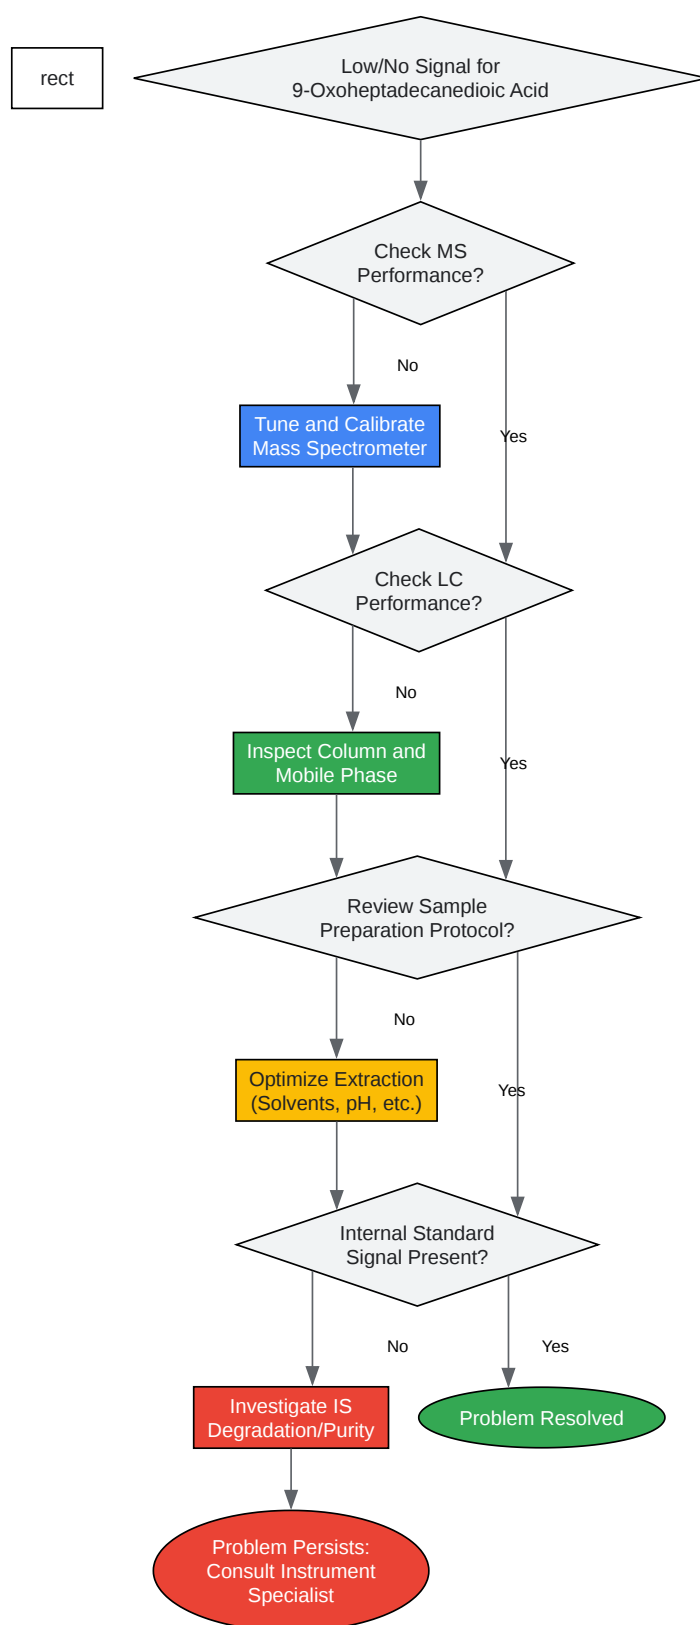 rect
Low/No Signal for
9-Oxoheptadecanedioic Acid
Check MS
Performance?
No
Yes
Tune and Calibrate
Mass Spectrometer
Check LC
Performance?
No
Yes
Inspect Column and
Mobile Phase
Review Sample
Preparation Protocol?
No
Yes
Optimize Extraction
(Solvents, pH, etc.)
Internal Standard
Signal Present?
No
Yes
Investigate IS
Degradation/Purity
Problem Resolved
Problem Persists:
Consult Instrument
Specialist